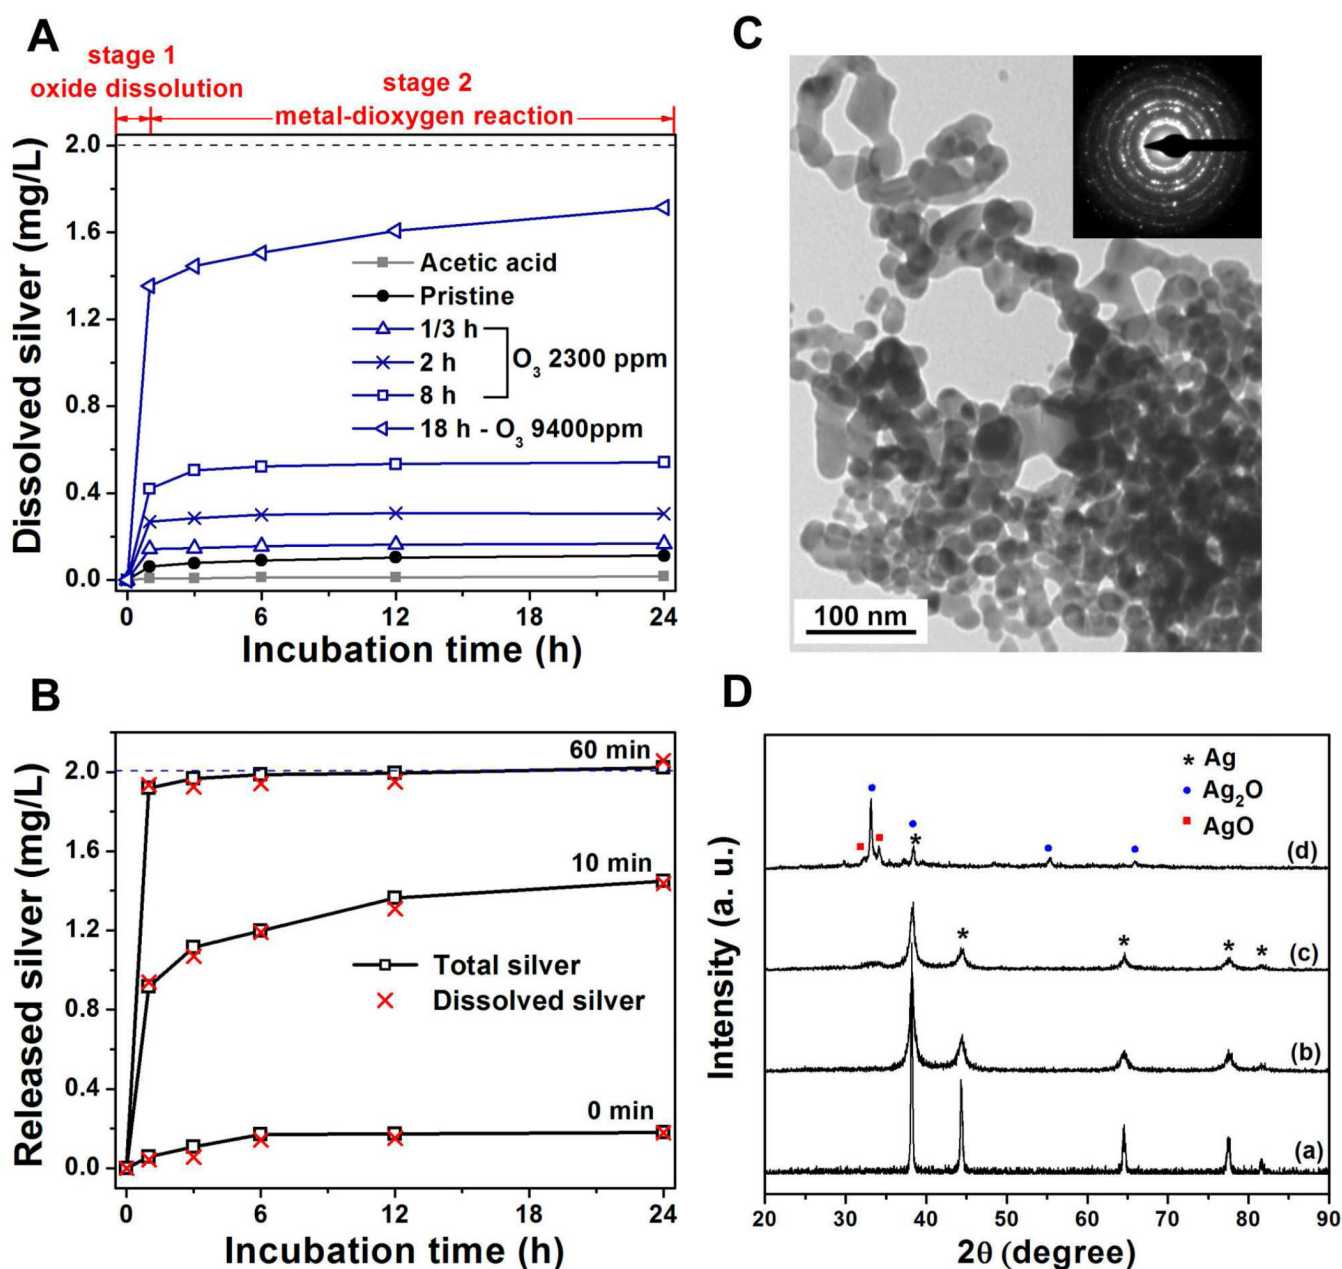 A
stage 1
oxide dissolution
stage 2
metal-dioxygen reaction
Dissolved silver (mg/L)
2.0
1.6
1.2
0.8
0.4
0.0
Acetic acid
Pristine
1/3 h
2 h
8 h
O₃ 2300 ppm
18 h - O₃ 9400ppm
0 6 12 18 24
Incubation time (h)
B
Released silver (mg/L)
2.0
1.6
1.2
0.8
0.4
0.0
60 min
10 min
0 min
Total silver
Dissolved silver
0 6 12 18 24
Incubation time (h)
C
100 nm
D
Intensity (a. u.)
* Ag
Ag₂O
AgO
(d)
(c)
(b)
(a)
20 30 40 50 60 70 80 90
2θ (degree)